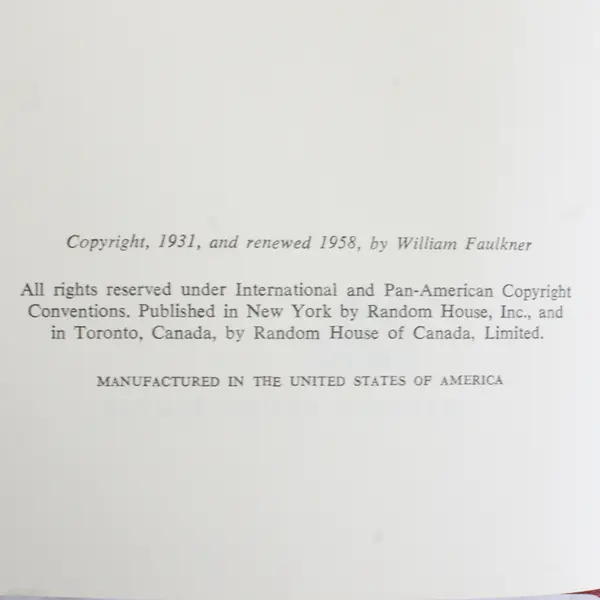 Copyright, 1931, and renewed 1958, by William Faulkner
All rights reserved under International and Pan-American Copyright
Conventions. Published in New York by Random House, Inc., and
in Toronto, Canada, by Random House of Canada, Limited.
MANUFACTURED IN THE UNITED STATES OF AMERICA